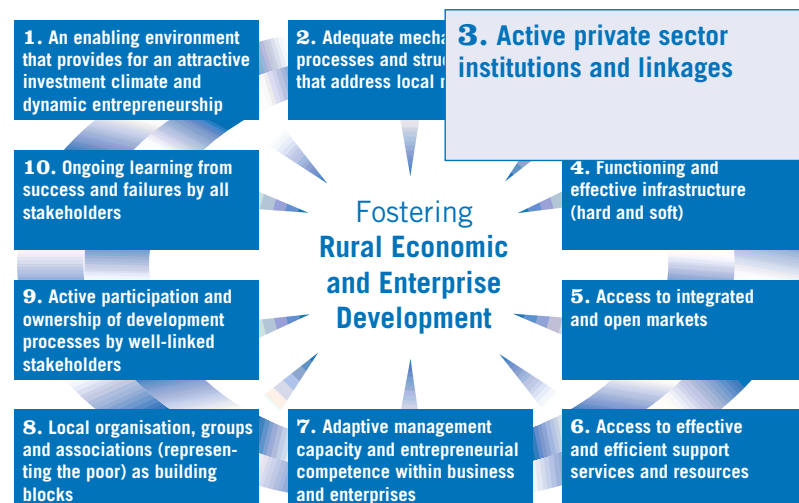 1. An enabling environment
that provides for an attractive
investment climate and
dynamic entrepreneurship
2. Adequate
processes and
that address local
3. Active private sector
institutions and linkages
4. Functioning and
effective infrastructure
(hard and soft)
5. Access to integrated
and open markets
6. Access to effective
and efficient support
services and resources
7. Adaptive management
capacity and entrepreneurial
competence within business
and enterprises
8. Local organisation, groups
and associations (represen-
ting the poor) as building
blocks
9. Active participation and
ownership of development
processes by well-linked
stakeholders
10. Ongoing learning from
success and failures by all
stakeholders
Fostering
Rural Economic
and Enterprise
Development